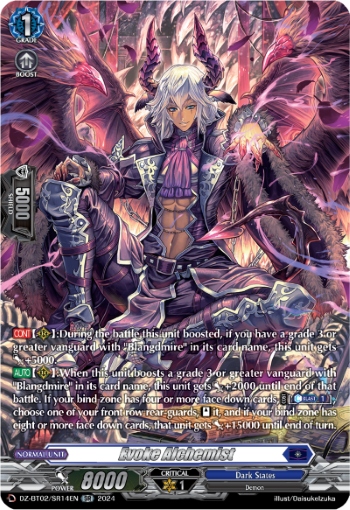 1
GRADE
BOOST
5000
SHIELD
CONT 1:During the battle this unit boosted, if you have a grade 3 or
greater vanguard with "Blangdmire" in its card name, this unit gets
+5000.
AUTO :When this unit boosts a grade 3 or greater vanguard with
"Blangdmire" in its card name, this unit gets +2000 until end of that
battle. If your bind zone has four or more face down cards, BLAST 1,
choose one of your front row rear-guards, it, and if your bind zone has
eight or more face down cards, that unit gets +15000 until end of turn.
NORMAL UNIT
Evoke Alchemist
POWER
8000
CRITICAL
1
Dark States
Demon
DZ-BT02/SR14EN SR 2024
Illust/DaisukeIzuka